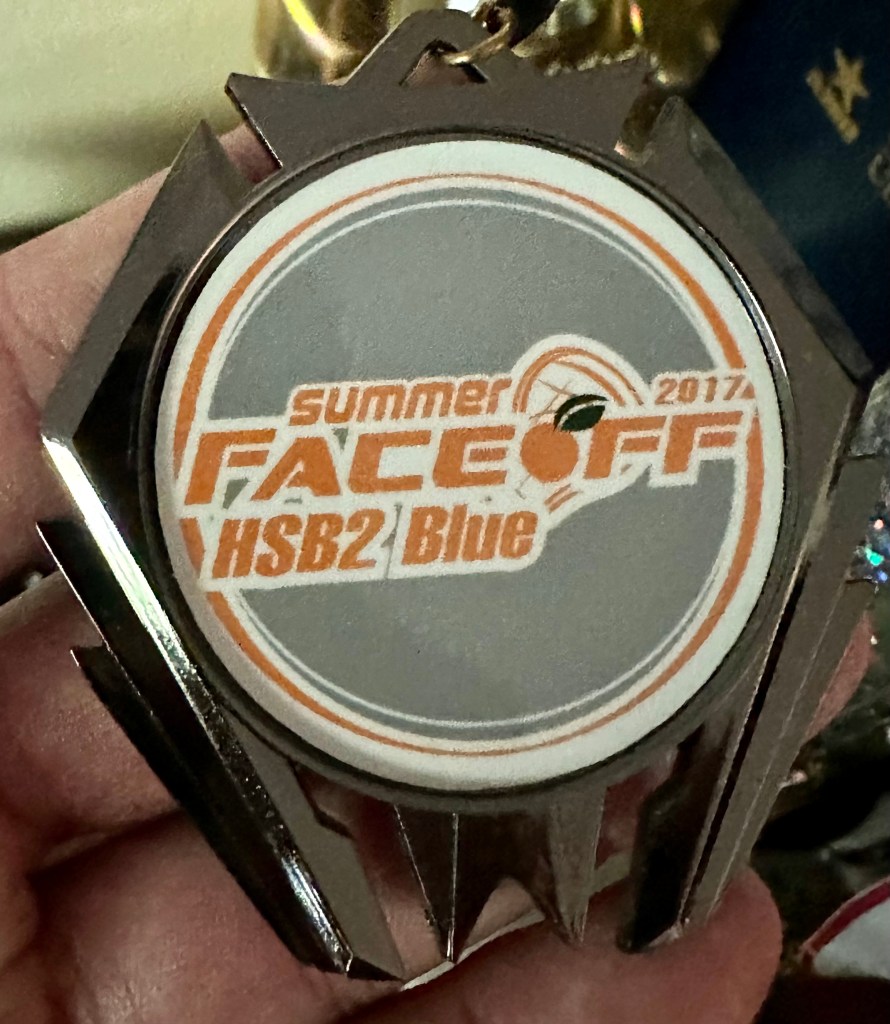 summer 2017
FACEOFF
HSB2 Blue